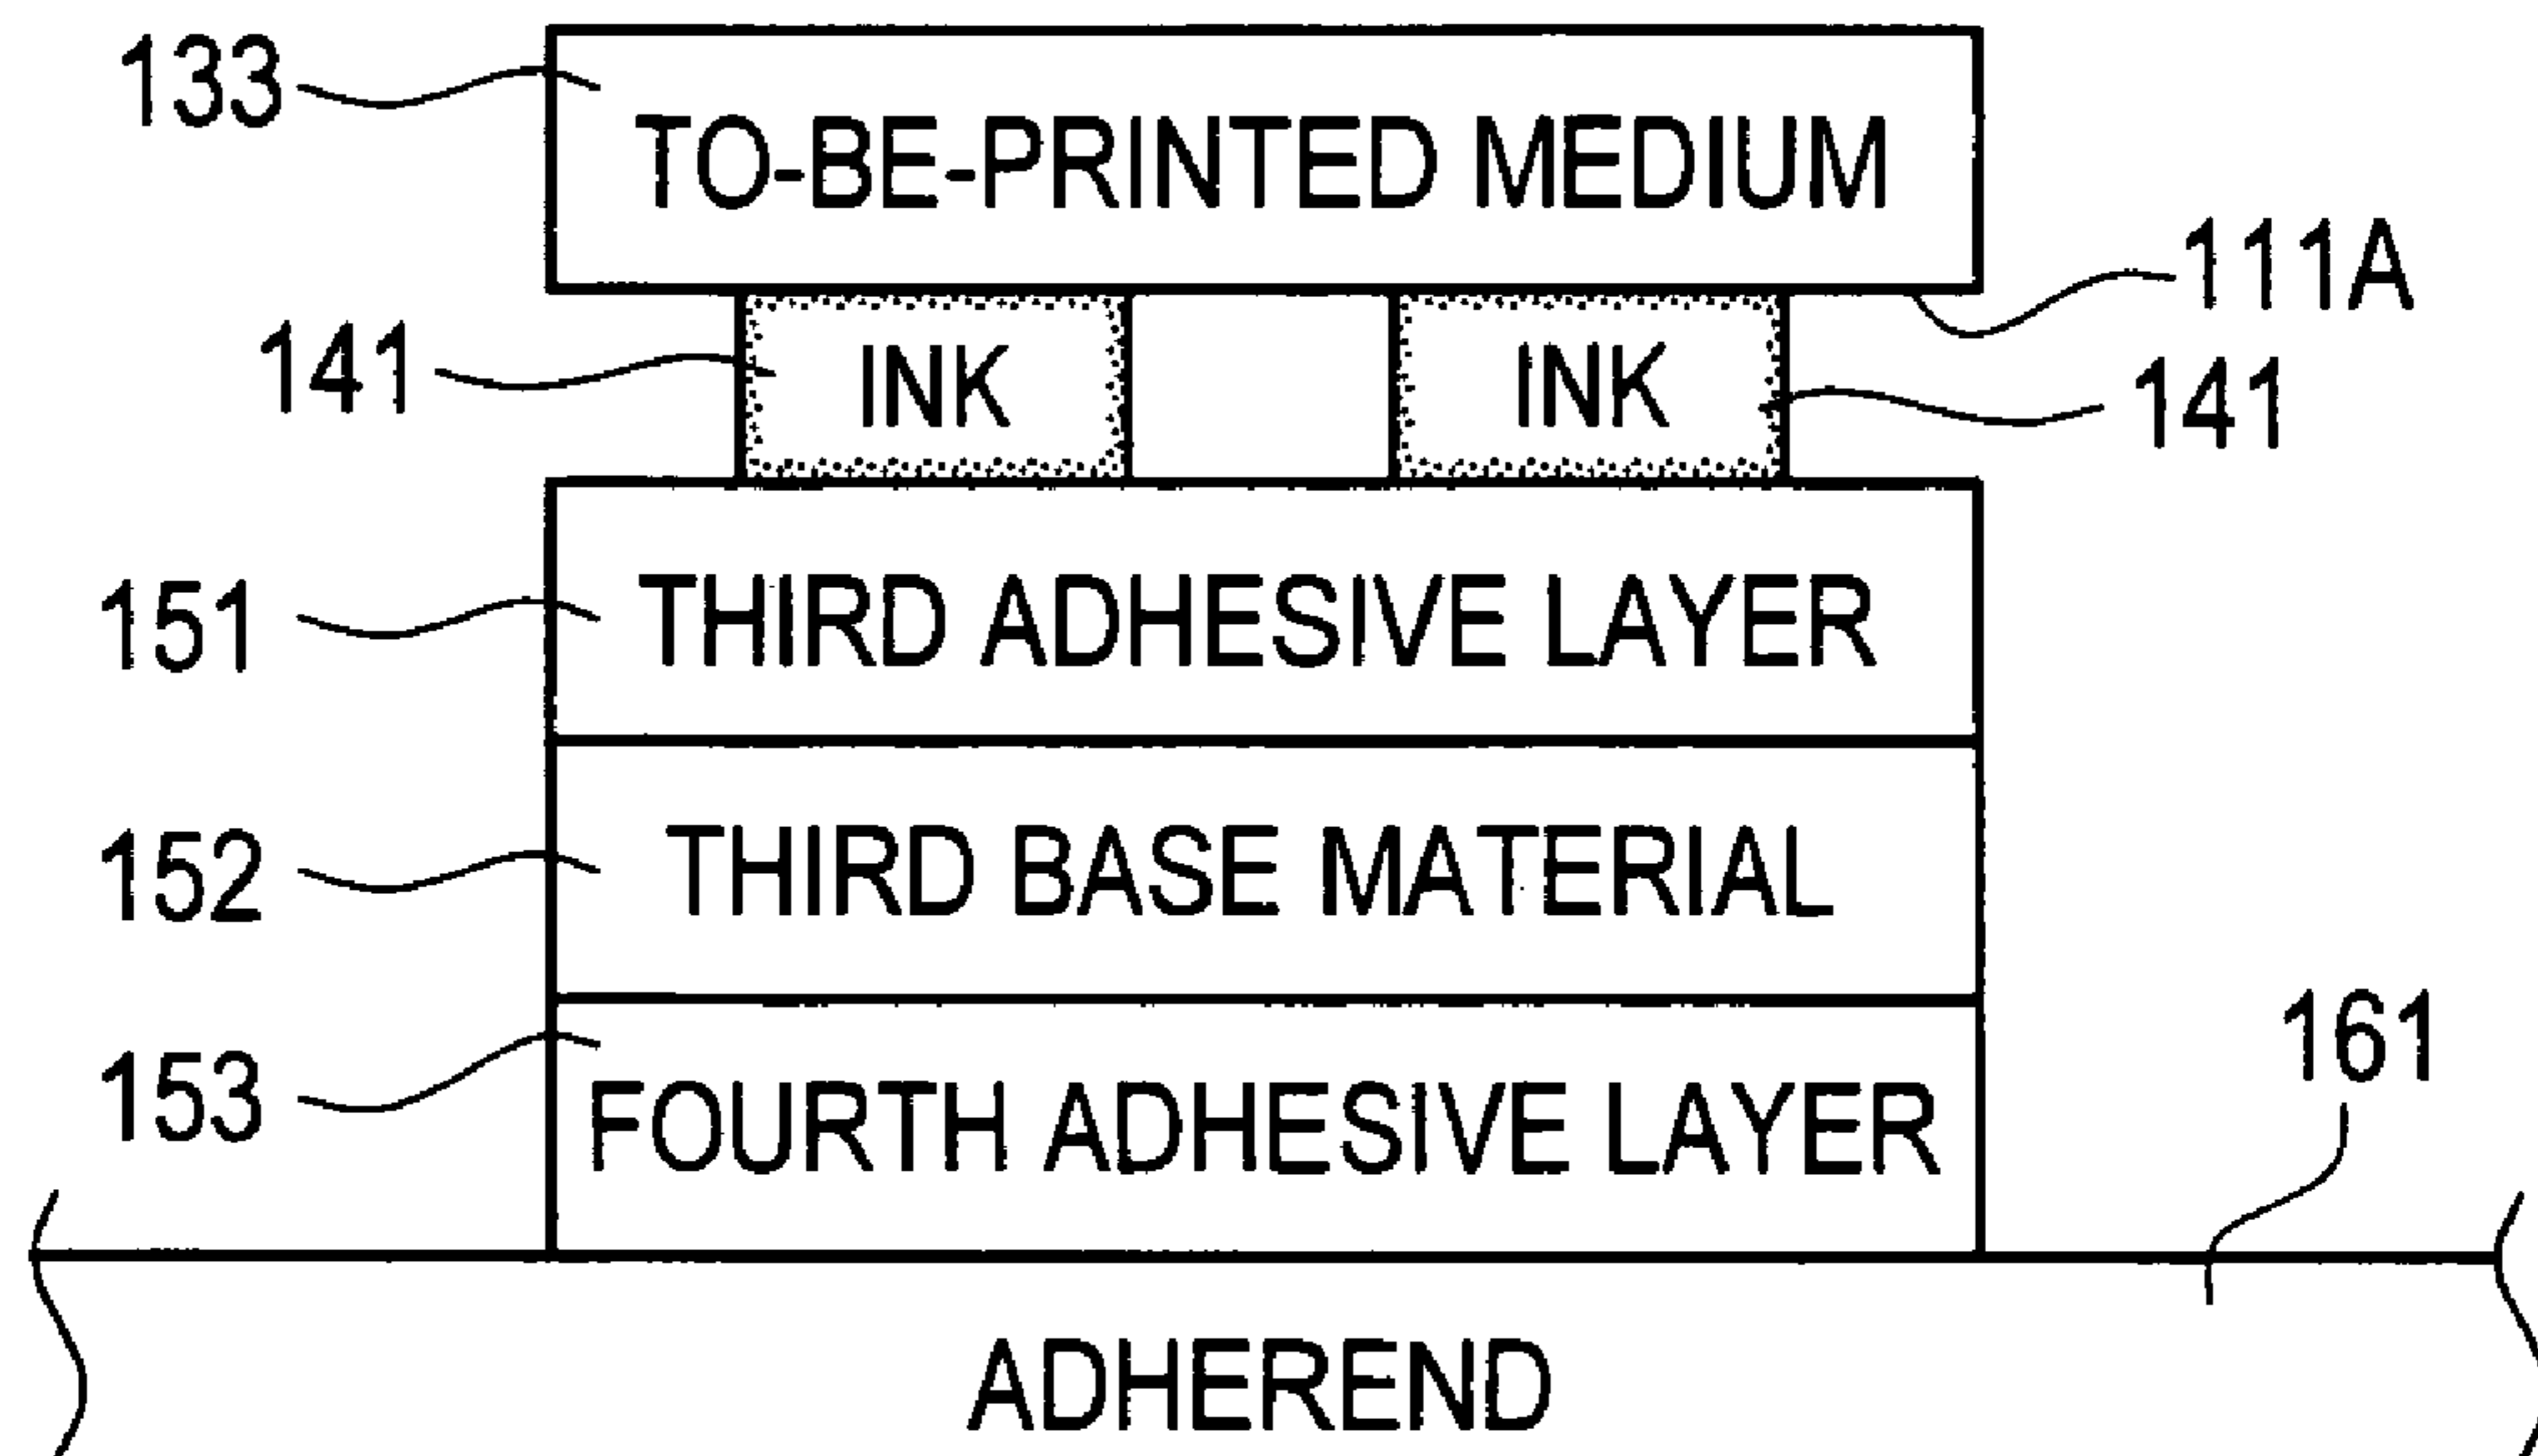 133
TO-BE-PRINTED MEDIUM
111A
141
INK
INK
141
151
THIRD ADHESIVE LAYER
152
THIRD BASE MATERIAL
161
153
FOURTH ADHESIVE LAYER
ADHEREND